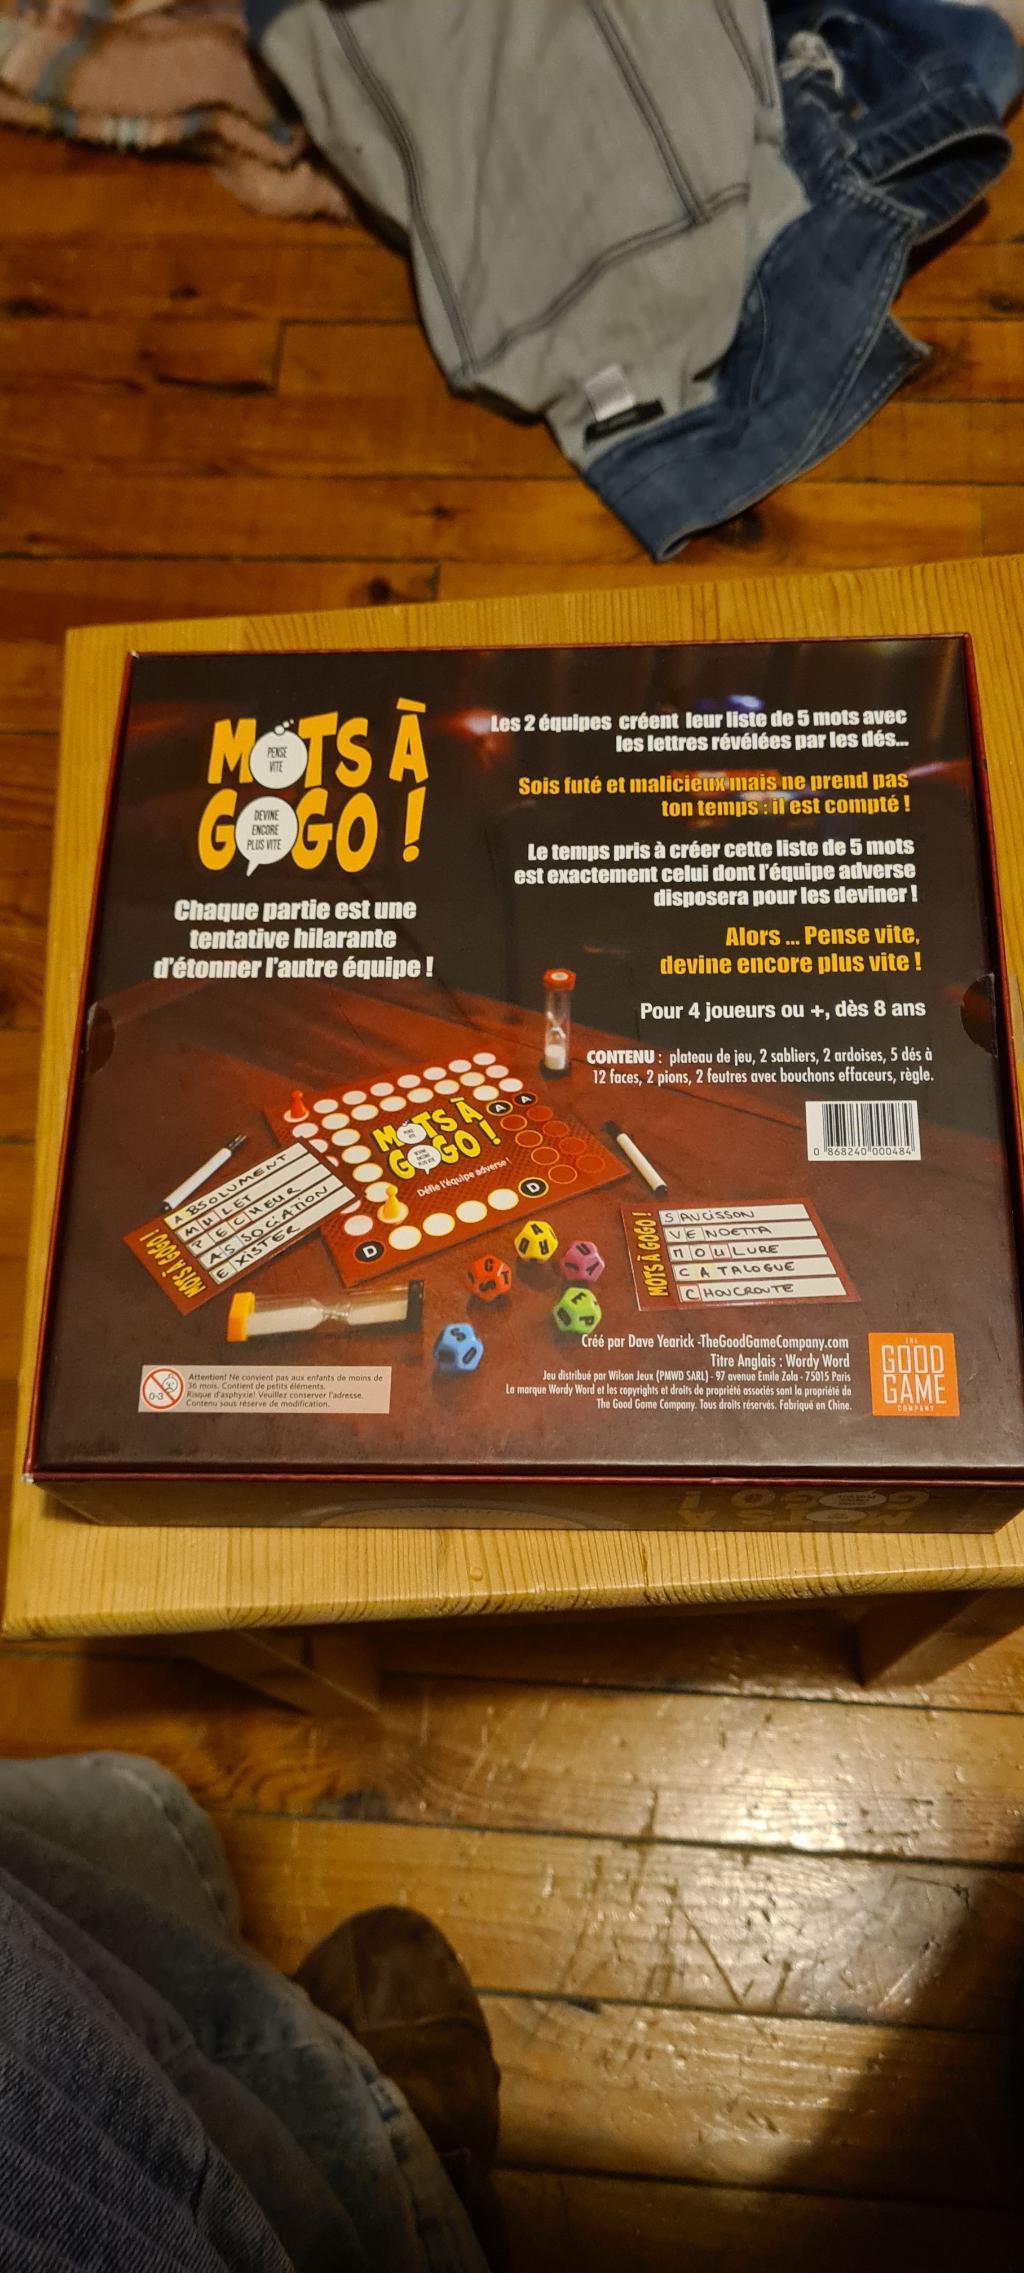 MOTS À
PENSE
VITE
GOGO !
DEVINE
ENCORE
PLUS VITE
Chaque partie est une
tentative hilarante
d'étonner l'autre équipe !
Les 2 équipes créent leur liste de 5 mots avec
les lettres révélées par les dés...
Sois futé et malicieux mais ne prend pas
ton temps : il est compté !
Le temps pris à créer cette liste de 5 mots
est exactement celui dont l'équipe adverse
disposera pour les deviner !
Alors ... Pense vite,
devine encore plus vite !
Pour 4 joueurs ou +, dès 8 ans
CONTENU : plateau de jeu, 2 sabliers, 2 ardoises, 5 dés à
12 faces, 2 pions, 2 feutres avec bouchons effaceurs, règle.
0 868240 000484
MOTS À
GOGO !
Défie l'équipe adverse !
A A
D
D
MOTS À GOGO !
ABSOLUMENT
MULET
PECHEUR
ASSOCIATION
EXISTER
MOTS À GOGO !
SAUCISSON
VENDETTA
MOULURE
CATALOGUE
CHOUCROUTE
Créé par Dave Yearick -TheGoodGameCompany.com
Titre Anglais : Wordy Word
Jeu distribué par Wilson Jeux (PMWD SARL) - 97 avenue Emile Zola - 75015 Paris
La marque Wordy Word et les copyrights et droits de propriété associés sont la propriété de
The Good Game Company. Tous droits réservés. Fabriqué en Chine.
THE
GOOD
GAME
COMPANY
0-3
Attention! Ne convient pas aux enfants de moins de
36 mois. Contient de petits éléments.
Risque d'asphyxie! Veuillez conserver l'adresse.
Contenu sous réserve de modification.
MOTS À
GOGO !